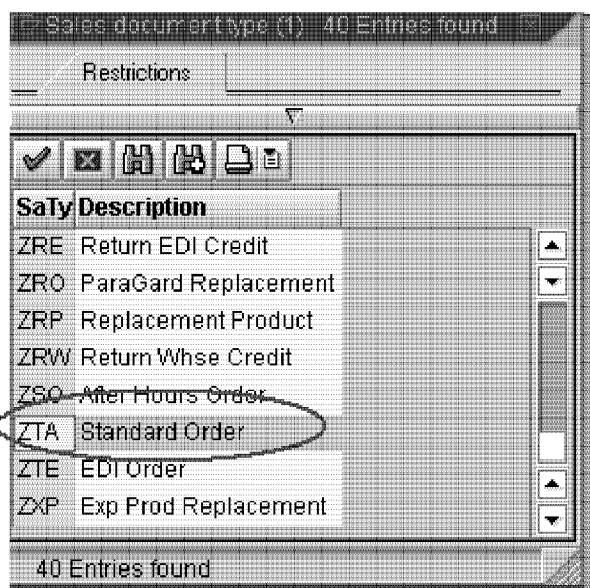 Sales document type (1) 40 Entries found
Restrictions
SaTy Description
ZRE Return EDI Credit
ZRO ParaGard Replacement
ZRP Replacement Product
ZRW Return Whse Credit
ZSO After Hours Order
ZTA Standard Order
ZTE EDI Order
ZXP Exp Prod Replacement
40 Entries found